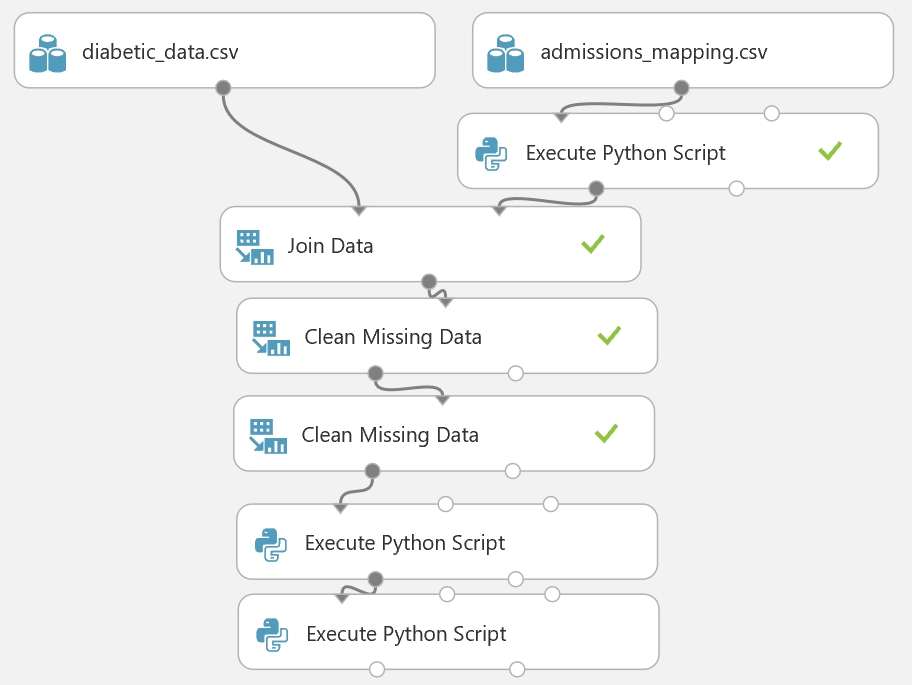 diabetic_data.csv
admissions_mapping.csv
Execute Python Script
Join Data
Clean Missing Data
Clean Missing Data
Execute Python Script
Execute Python Script